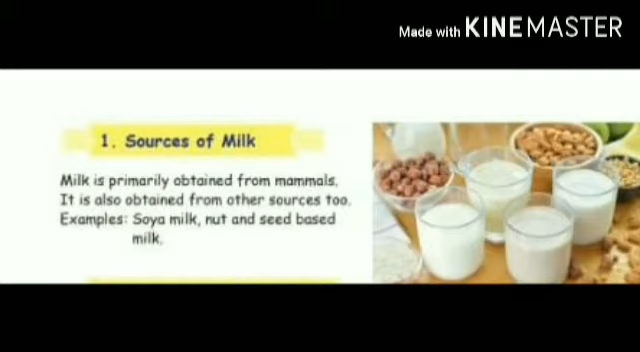 Made with KINEMASTER
1. Sources of Milk
Milk is primarily obtained from mammals.
It is also obtained from other sources too.
Examples: Soya milk, nut and seed based
milk.